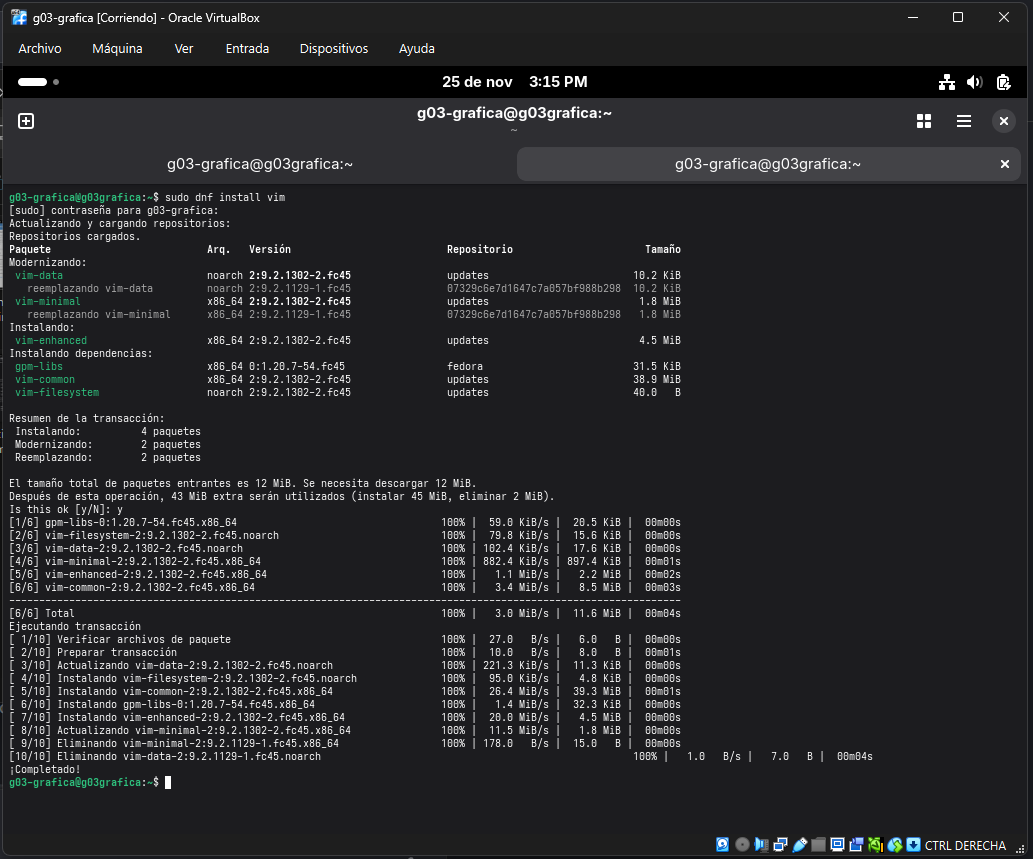 g03-grafica [Corriendo] - Oracle VirtualBox
Archivo Máquina Ver Entrada Dispositivos Ayuda
25 de nov 3:15 PM
g03-grafica@g03grafica:~
~
g03-grafica@g03grafica:~ g03-grafica@g03grafica:~
g03-grafica@g03grafica:~$ sudo dnf install vim
[sudo] contraseña para g03-grafica:
Actualizando y cargando repositorios:
Repositorios cargados.
Paquete Arq. Versión Repositorio Tamaño
Modernizando:
vim-data noarch 2:9.2.1302-2.fc45 updates 10.2 KiB
reemplazando vim-data noarch 2:9.2.1129-1.fc45 07329c6e7d1647c7a057bf988b298 10.2 KiB
vim-minimal x86_64 2:9.2.1302-2.fc45 updates 1.8 MiB
reemplazando vim-minimal x86_64 2:9.2.1129-1.fc45 07329c6e7d1647c7a057bf988b298 1.8 MiB
Instalando:
vim-enhanced x86_64 2:9.2.1302-2.fc45 updates 4.5 MiB
Instalando dependencias:
gpm-libs x86_64 0:1.20.7-54.fc45 fedora 31.5 KiB
vim-common x86_64 2:9.2.1302-2.fc45 updates 38.9 MiB
vim-filesystem noarch 2:9.2.1302-2.fc45 updates 40.0 B
Resumen de la transacción:
Instalando: 4 paquetes
Modernizando: 2 paquetes
Reemplazando: 2 paquetes
El tamaño total de paquetes entrantes es 12 MiB. Se necesita descargar 12 MiB.
Después de esta operación, 43 MiB extra serán utilizados (instalar 45 MiB, eliminar 2 MiB).
Is this ok [y/N]: y
[1/6] gpm-libs-0:1.20.7-54.fc45.x86_64 100% | 59.0 KiB/s | 20.5 KiB | 00m00s
[2/6] vim-filesystem-2:9.2.1302-2.fc45.noarch 100% | 79.8 KiB/s | 15.6 KiB | 00m00s
[3/6] vim-data-2:9.2.1302-2.fc45.noarch 100% | 102.4 KiB/s | 17.6 KiB | 00m00s
[4/6] vim-minimal-2:9.2.1302-2.fc45.x86_64 100% | 882.4 KiB/s | 897.4 KiB | 00m01s
[5/6] vim-enhanced-2:9.2.1302-2.fc45.x86_64 100% | 1.1 MiB/s | 2.2 MiB | 00m02s
[6/6] vim-common-2:9.2.1302-2.fc45.x86_64 100% | 3.4 MiB/s | 8.5 MiB | 00m03s
----------------------------------------------------------------------------------------------------------------
[6/6] Total 100% | 3.0 MiB/s | 11.6 MiB | 00m04s
Ejecutando transacción
[ 1/10] Verificar archivos de paquete 100% | 27.0 B/s | 6.0 B | 00m00s
[ 2/10] Preparar transacción 100% | 10.0 B/s | 8.0 B | 00m01s
[ 3/10] Actualizando vim-data-2:9.2.1302-2.fc45.noarch 100% | 221.3 KiB/s | 11.3 KiB | 00m00s
[ 4/10] Instalando vim-filesystem-2:9.2.1302-2.fc45.noarch 100% | 95.0 KiB/s | 4.8 KiB | 00m00s
[ 5/10] Instalando vim-common-2:9.2.1302-2.fc45.x86_64 100% | 26.4 MiB/s | 39.3 MiB | 00m01s
[ 6/10] Instalando gpm-libs-0:1.20.7-54.fc45.x86_64 100% | 1.4 MiB/s | 32.3 KiB | 00m00s
[ 7/10] Instalando vim-enhanced-2:9.2.1302-2.fc45.x86_64 100% | 20.0 MiB/s | 4.5 MiB | 00m00s
[ 8/10] Actualizando vim-minimal-2:9.2.1302-2.fc45.x86_64 100% | 11.5 MiB/s | 1.8 MiB | 00m00s
[ 9/10] Eliminando vim-minimal-2:9.2.1129-1.fc45.x86_64 100% | 178.0 B/s | 15.0 B | 00m00s
[10/10] Eliminando vim-data-2:9.2.1129-1.fc45.noarch 100% | 1.0 B/s | 7.0 B | 00m04s
¡Completado!
g03-grafica@g03grafica:~$
CTRL DERECHA